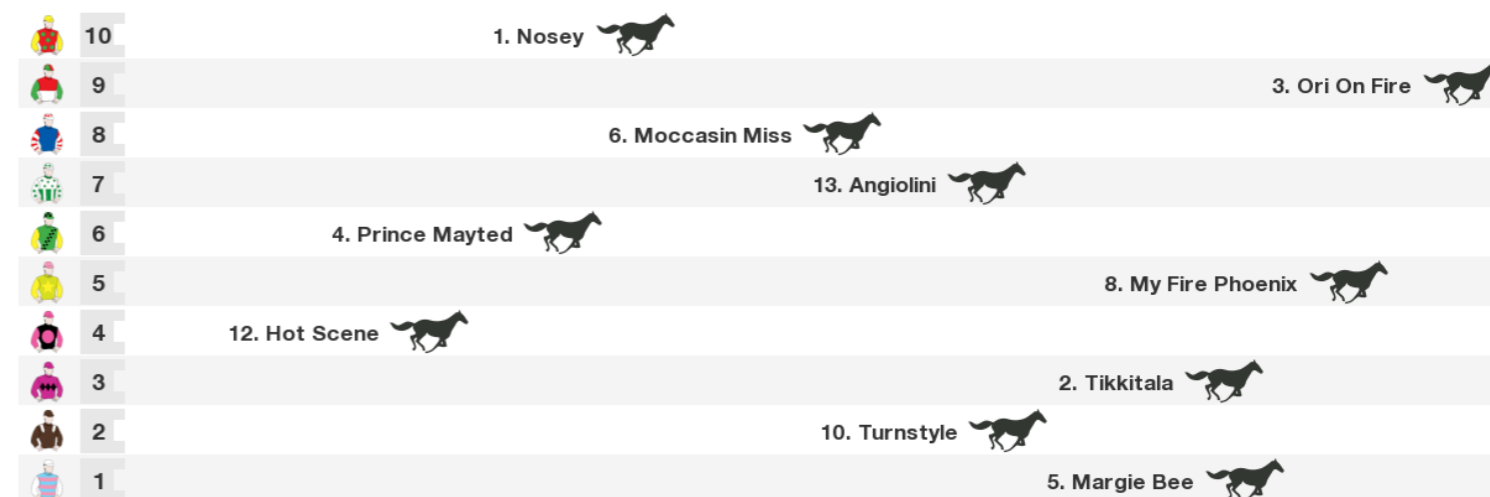 10 1. Nosey
9 3. Ori On Fire
8 6. Moccasin Miss
7 13. Angiolini
6 4. Prince Mayted
5 8. My Fire Phoenix
4 12. Hot Scene
3 2. Tikkitala
2 10. Turnstyle
1 5. Margie Bee